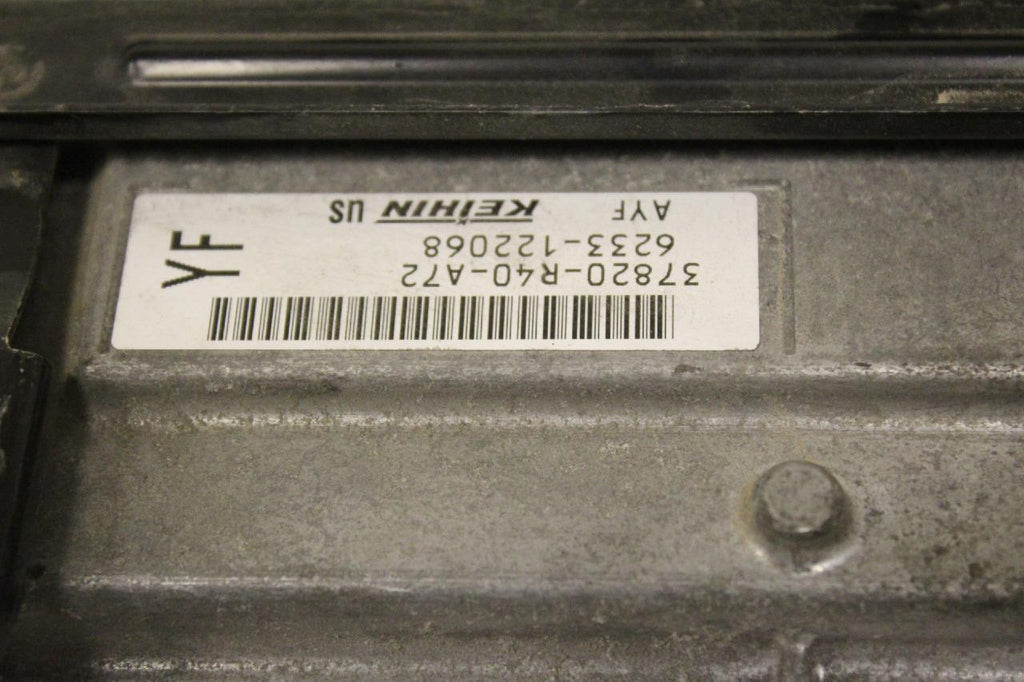 37820-R40-A72
6233-122068
AYF KEIHIN US
YF